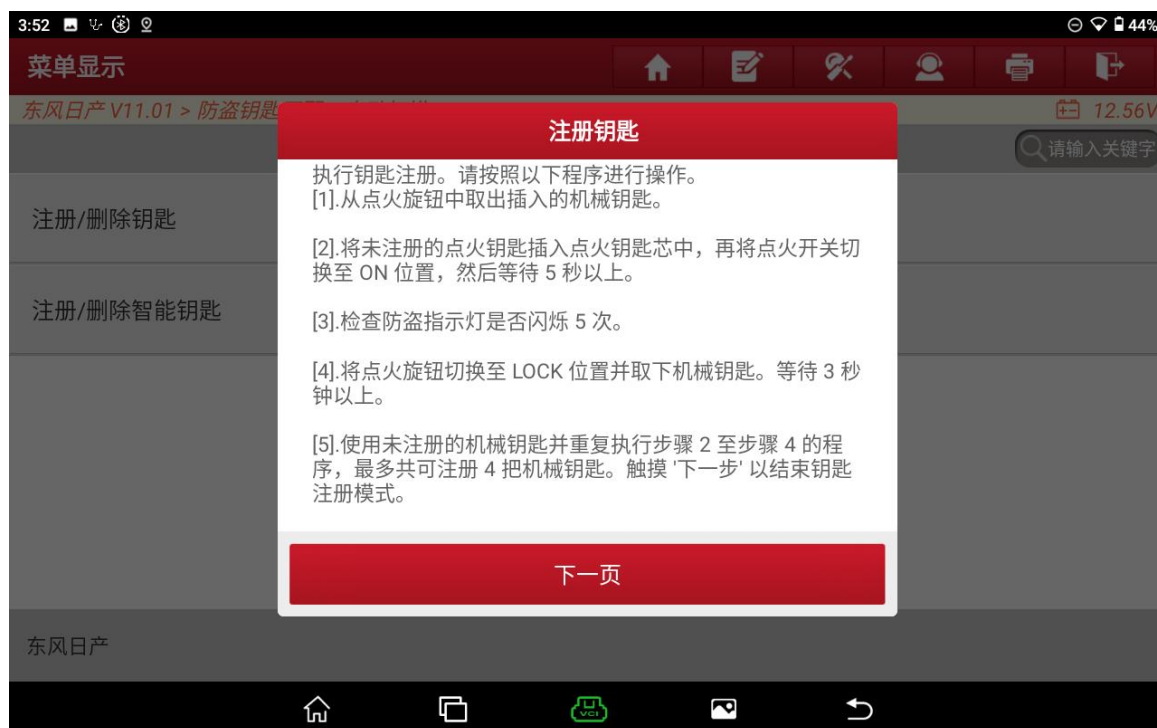 3:52
44%
菜单显示
东风日产 V11.01 > 防盗钥匙
12.56V
请输入关键字
注册钥匙
执行钥匙注册。请按照以下程序进行操作。
[1].从点火旋钮中取出插入的机械钥匙。
[2].将未注册的点火钥匙插入点火钥匙芯中，再将点火开关切
换至 ON 位置，然后等待 5 秒以上。
[3].检查防盗指示灯是否闪烁 5 次。
[4].将点火旋钮切换至 LOCK 位置并取下机械钥匙。等待 3 秒
钟以上。
[5].使用未注册的机械钥匙并重复执行步骤 2 至步骤 4 的程
序，最多共可注册 4 把机械钥匙。触摸 '下一步' 以结束钥匙
注册模式。
下一页
注册/删除钥匙
注册/删除智能钥匙
东风日产
VCI